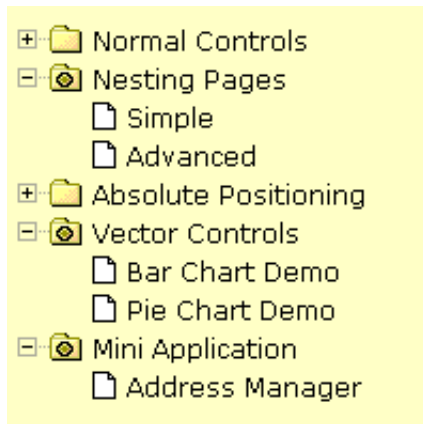 Normal Controls
Nesting Pages
Simple
Advanced
Absolute Positioning
Vector Controls
Bar Chart Demo
Pie Chart Demo
Mini Application
Address Manager